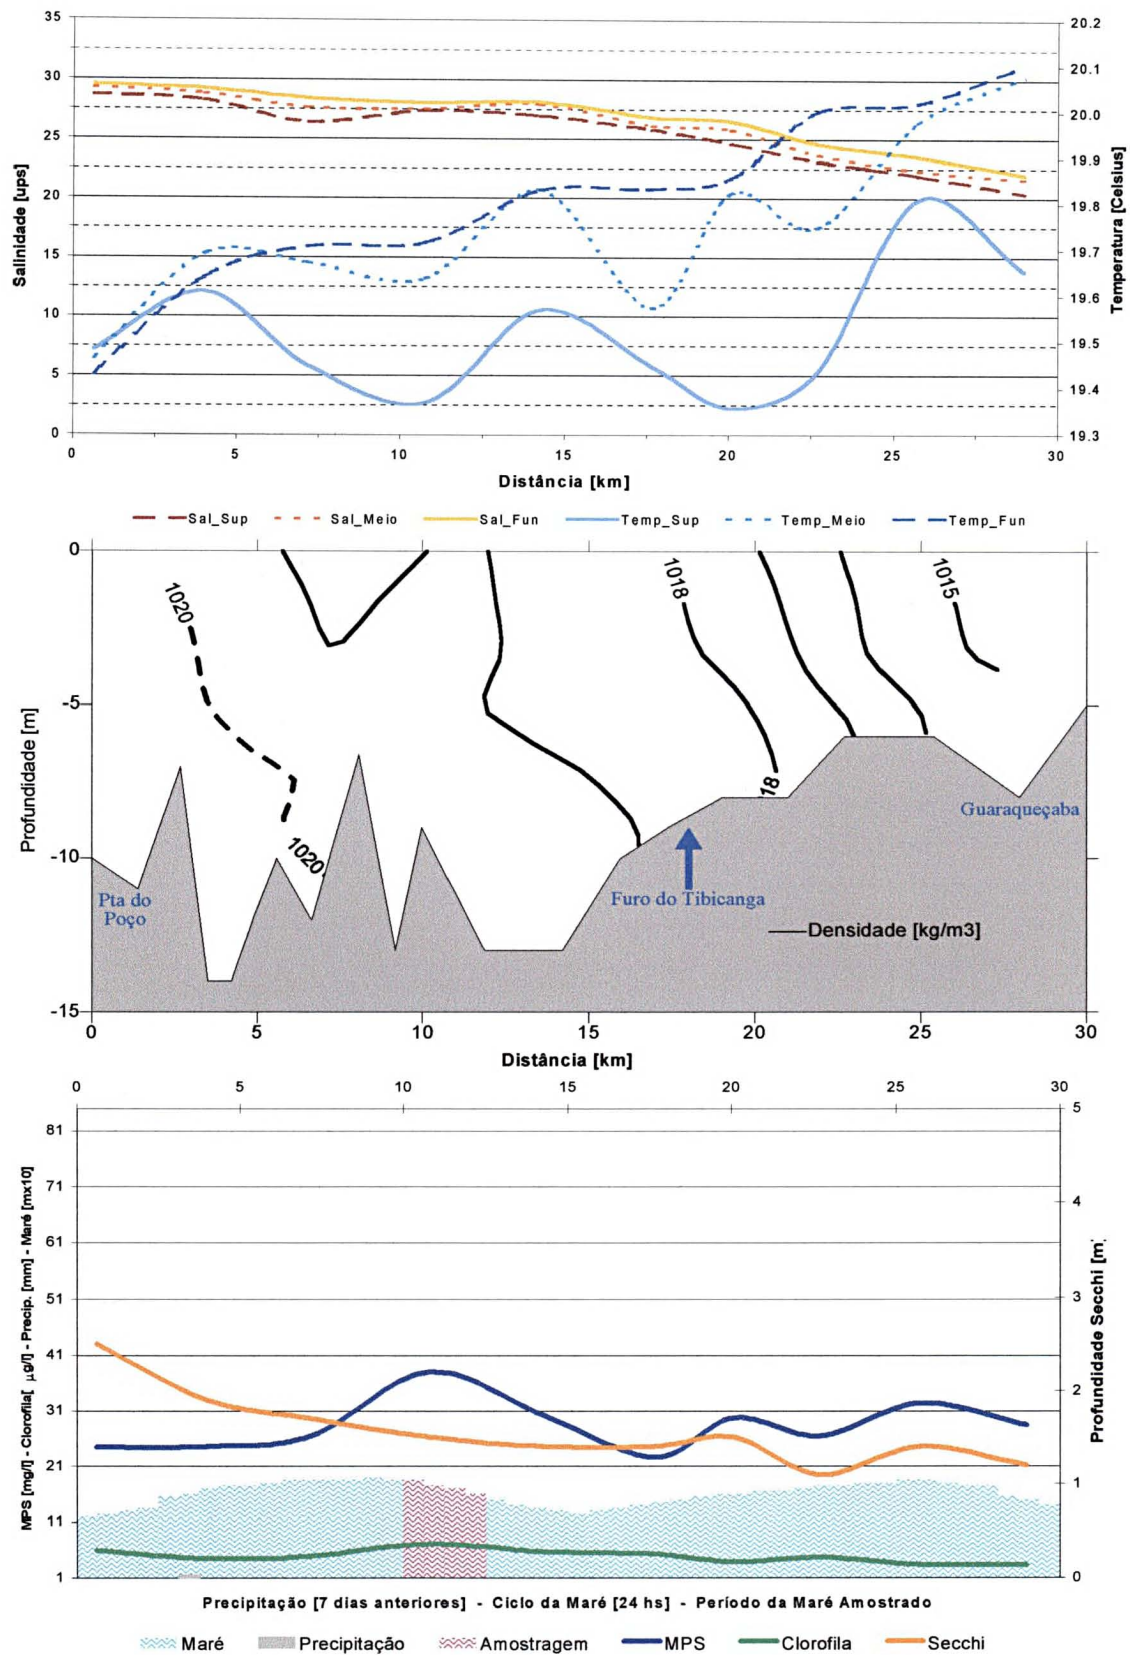 35
30
25
20
15
10
5
0
Salinidade [ups]
20.2
20.1
20.0
19.9
19.8
19.7
19.6
19.5
19.4
19.3
Temperatura [Celsius]
0 5 10 15 20 25 30
Distância [km]
Sal_Sup Sal_Meio Sal_Fun Temp_Sup Temp_Meio Temp_Fun
0
-5
-10
-15
Profundidade [m]
1020
1020
1018
18
1015
Pta do
Poço
Furo do Tibicanga
Guaraqueçaba
Densidade [kg/m3]
0 5 10 15 20 25 30
Distância [km]
0 5 10 15 20 25 30
81
71
61
51
41
31
21
11
1
MPS [mg/l] - Clorofila[ µg/l] - Precip. [mm] - Maré [mx10]
5
4
3
2
1
0
Profundidade Secchi [m]
Precipitação [7 dias anteriores] - Ciclo da Maré [24 hs] - Período da Maré Amostrado
Maré Precipitação Amostragem MPS Clorofila Secchi